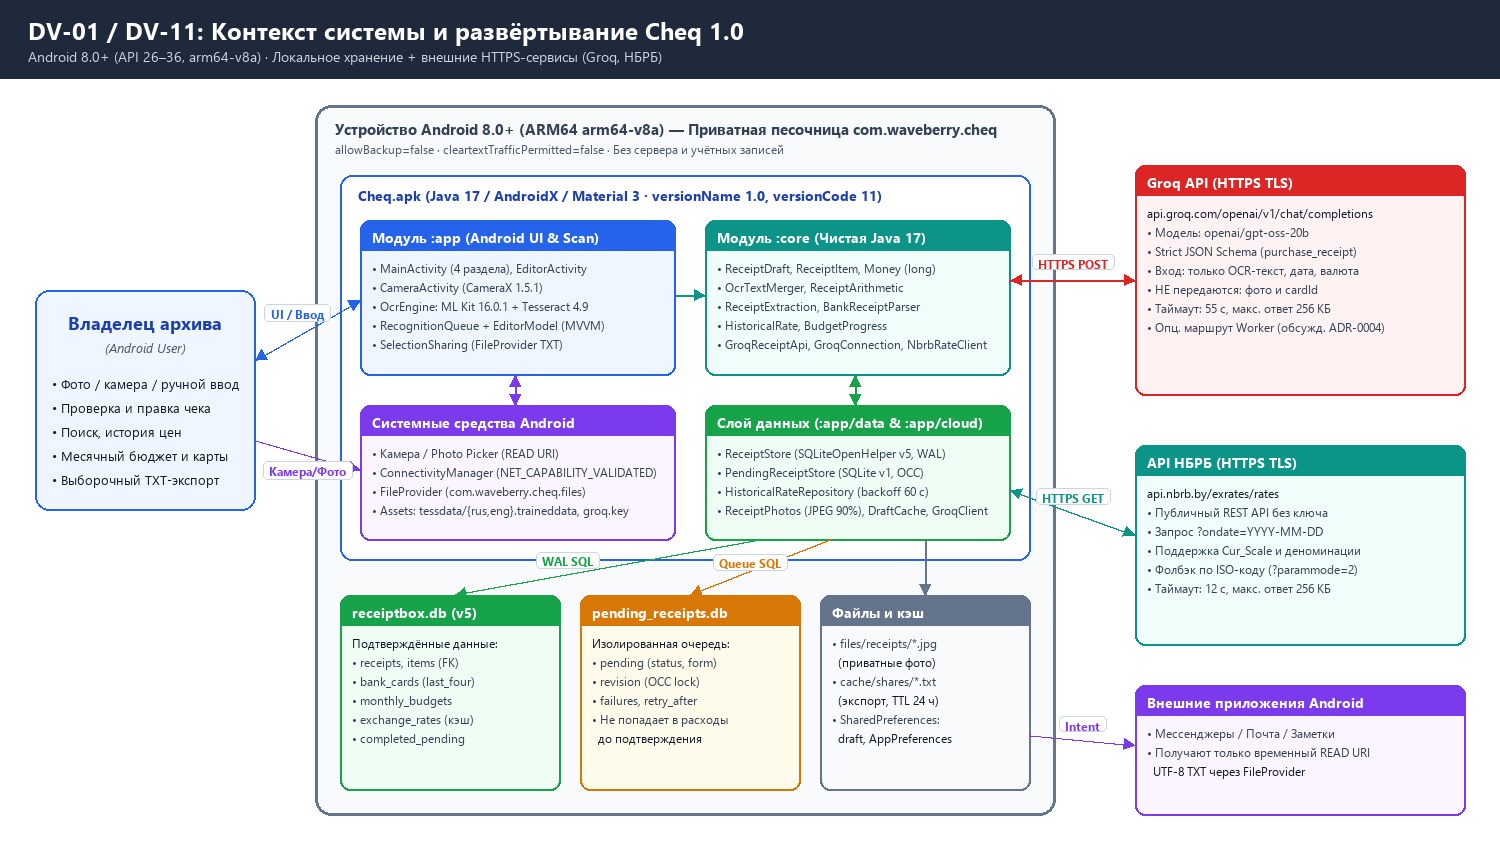 DV-01 / DV-11: Контекст системы и развёртывание Cheq 1.0
Android 8.0+ (API 26–36, arm64-v8a) · Локальное хранение + внешние HTTPS-сервисы (Groq, НБРБ)
Владелец архива
(Android User)
• Фото / камера / ручной ввод
• Проверка и правка чека
• Поиск, история цен
• Месячный бюджет и карты
• Выборочный TXT-экспорт
UI / Ввод
Камера/Фото
Устройство Android 8.0+ (ARM64 arm64-v8a) — Приватная песочница com.waveberry.cheq
allowBackup=false · cleartextTrafficPermitted=false · Без сервера и учётных записей
Cheq.apk (Java 17 / AndroidX / Material 3 · versionName 1.0, versionCode 11)
Модуль :app (Android UI & Scan)
• MainActivity (4 раздела), EditorActivity
• CameraActivity (CameraX 1.5.1)
• OcrEngine: ML Kit 16.0.1 + Tesseract 4.9
• RecognitionQueue + EditorModel (MVVM)
• SelectionSharing (FileProvider TXT)
Модуль :core (Чистая Java 17)
• ReceiptDraft, ReceiptItem, Money (long)
• OcrTextMerger, ReceiptArithmetic
• ReceiptExtraction, BankReceiptParser
• HistoricalRate, BudgetProgress
• GroqReceiptApi, GroqConnection, NbrbRateClient
Системные средства Android
• Камера / Photo Picker (READ URI)
• ConnectivityManager (NET_CAPABILITY_VALIDATED)
• FileProvider (com.waveberry.cheq.files)
• Assets: tessdata/{rus,eng}.traineddata, groq.key
Слой данных (:app/data & :app/cloud)
• ReceiptStore (SQLiteOpenHelper v5, WAL)
• PendingReceiptStore (SQLite v1, OCC)
• HistoricalRateRepository (backoff 60 с)
• ReceiptPhotos (JPEG 90%), DraftCache, GroqClient
WAL SQL
Queue SQL
receiptbox.db (v5)
Подтверждённые данные:
• receipts, items (FK)
• bank_cards (last_four)
• monthly_budgets
• exchange_rates (кэш)
• completed_pending
pending_receipts.db
Изолированная очередь:
• pending (status, form)
• revision (OCC lock)
• failures, retry_after
• Не попадает в расходы
до подтверждения
Файлы и кэш
• files/receipts/*.jpg
(приватные фото)
• cache/shares/*.txt
(экспорт, TTL 24 ч)
• SharedPreferences:
draft, AppPreferences
HTTPS POST
HTTPS GET
Intent
Groq API (HTTPS TLS)
api.groq.com/openai/v1/chat/completions
• Модель: openai/gpt-oss-20b
• Strict JSON Schema (purchase_receipt)
• Вход: только OCR-текст, дата, валюта
• НЕ передаются: фото и cardId
• Таймаут: 55 с, макс. ответ 256 КБ
• Опц. маршрут Worker (обсужд. ADR-0004)
API НБРБ (HTTPS TLS)
api.nbrb.by/exrates/rates
• Публичный REST API без ключа
• Запрос ?ondate=YYYY-MM-DD
• Поддержка Cur_Scale и деноминации
• Фолбэк по ISO-коду (?parammode=2)
• Таймаут: 12 с, макс. ответ 256 КБ
Внешние приложения Android
• Мессенджеры / Почта / Заметки
• Получают только временный READ URI
UTF-8 TXT через FileProvider